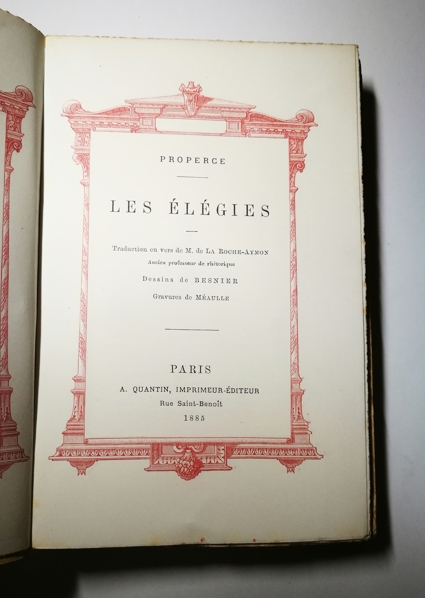 PROPERCE
LES ÉLÉGIES
Traduction en vers de M. de LA ROCHE-AYMON
Ancien professeur de rhétorique
Dessins de BESNIER
Gravures de MÉAULLE
PARIS
A. QUANTIN, IMPRIMEUR-ÉDITEUR
Rue Saint-Benoît
1885